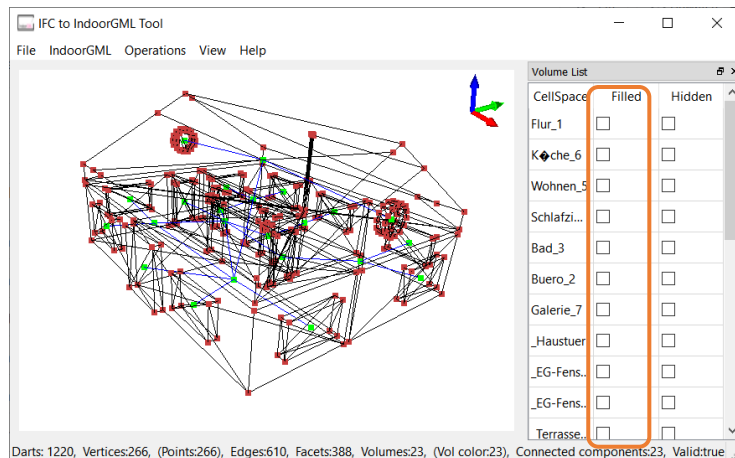 IFC to IndoorGML Tool
File IndoorGML Operations View Help
Volume List
CellSpace Filled Hidden
Flur_1
K�che_6
Wohnen_5
Schlafzi...
Bad_3
Buero_2
Galerie_7
_Haustuer
_EG-Fens...
_EG-Fens...
_Terrasse...
Darts: 1220, Vertices:266, (Points:266), Edges:610, Facets:388, Volumes:23, (Vol color:23), Connected components:23, Valid:true